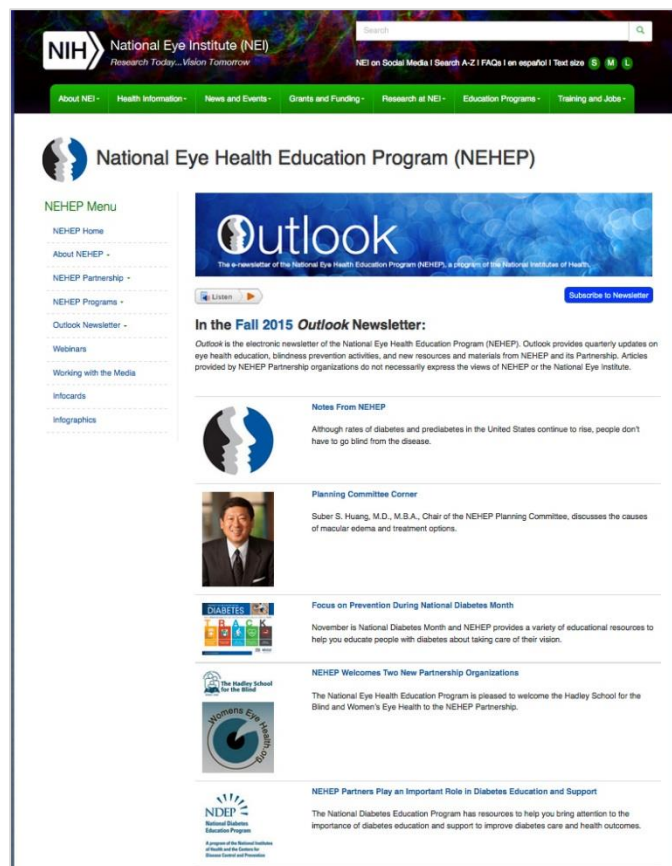 Search
NIH
National Eye Institute (NEI)
Research Today...Vision Tomorrow
NEI on Social Media | Search A-Z | FAQs | en español | Text size S M L
About NEI
Health Information
News and Events
Grants and Funding
Research at NEI
Education Programs
Training and Jobs
National Eye Health Education Program (NEHEP)
NEHEP Menu
NEHEP Home
About NEHEP
NEHEP Partnership
NEHEP Programs
Outlook Newsletter
Webinars
Working with the Media
Infocards
Infographics
Outlook
The e-newsletter of the National Eye Health Education Program (NEHEP), a program of the National Institutes of Health.
Listen
Subscribe to Newsletter
In the Fall 2015 Outlook Newsletter:
Outlook is the electronic newsletter of the National Eye Health Education Program (NEHEP). Outlook provides quarterly updates on
eye health education, blindness prevention activities, and new resources and materials from NEHEP and its Partnership. Articles
provided by NEHEP Partnership organizations do not necessarily express the views of NEHEP or the National Eye Institute.
Notes From NEHEP
Although rates of diabetes and prediabetes in the United States continue to rise, people don't
have to go blind from the disease.
Planning Committee Corner
Suber S. Huang, M.D., M.B.A., Chair of the NEHEP Planning Committee, discusses the causes
of macular edema and treatment options.
DIABETES
T R A C K
Focus on Prevention During National Diabetes Month
November is National Diabetes Month and NEHEP provides a variety of educational resources to
help you educate people with diabetes about taking care of their vision.
The Hadley School
for the Blind
WomensEyeHealth.org
NEHEP Welcomes Two New Partnership Organizations
The National Eye Health Education Program is pleased to welcome the Hadley School for the
Blind and Women's Eye Health to the NEHEP Partnership.
NDEP
National Diabetes
Education Program
A program of the National Institutes
of Health and the Centers for
Disease Control and Prevention
NEHEP Partners Play an Important Role in Diabetes Education and Support
The National Diabetes Education Program has resources to help you bring attention to the
importance of diabetes education and support to improve diabetes care and health outcomes.